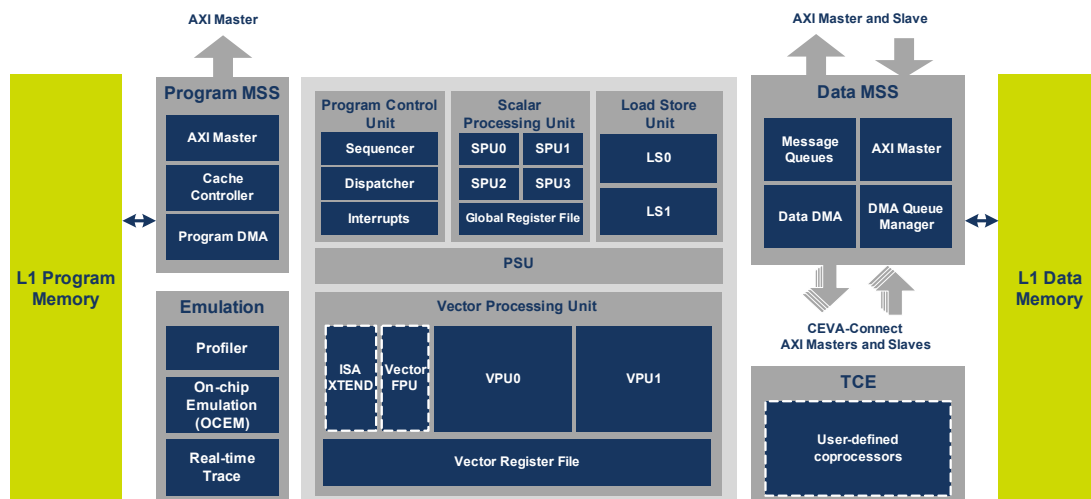 AXI Master
AXI Master and Slave
L1 Program
Memory
Program MSS
AXI Master
Cache
Controller
Program DMA
Emulation
Profiler
On-chip
Emulation
(OCEM)
Real-time
Trace
Program Control
Unit
Sequencer
Dispatcher
Interrupts
Scalar
Processing Unit
SPU0
SPU1
SPU2
SPU3
Global Register File
Load Store
Unit
LS0
LS1
PSU
Vector Processing Unit
ISA
XTEND
Vector
FPU
VPU0
VPU1
Vector Register File
Data MSS
Message
Queues
AXI Master
Data DMA
DMA Queue
Manager
CEVA-Connect
AXI Masters and Slaves
TCE
User-defined
coprocessors
L1 Data
Memory